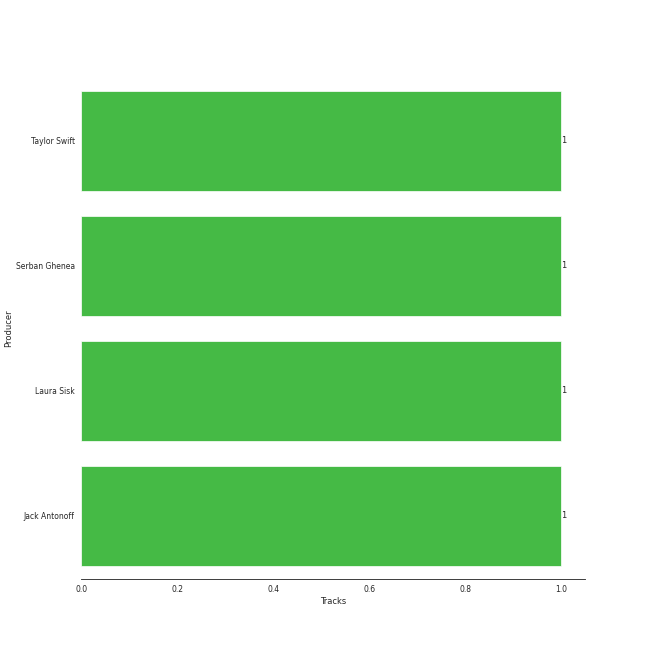 Taylor Swift
1
Serban Ghenea
1
Producer
Laura Sisk
1
Jack Antonoff
1
0.0 0.2 0.4 0.6 0.8 1.0
Tracks